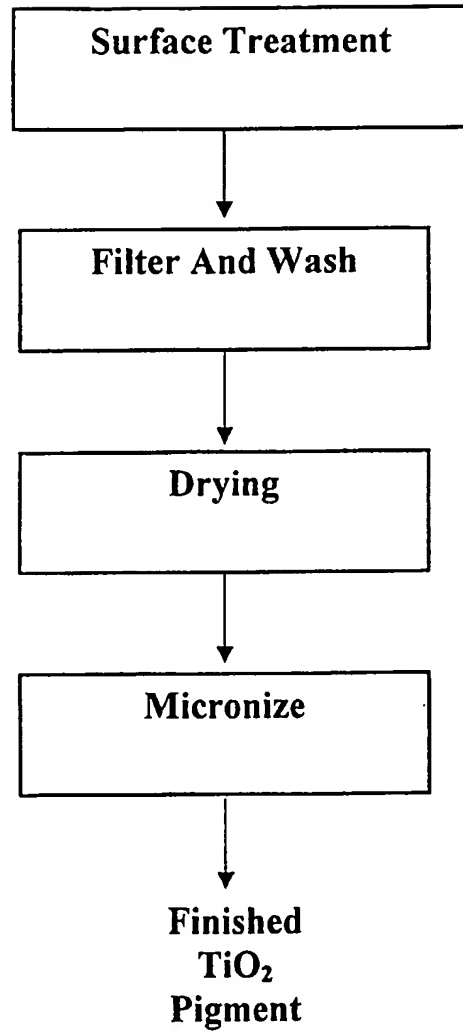 Surface Treatment
Filter And Wash
Drying
Micronize
Finished
TiO₂
Pigment